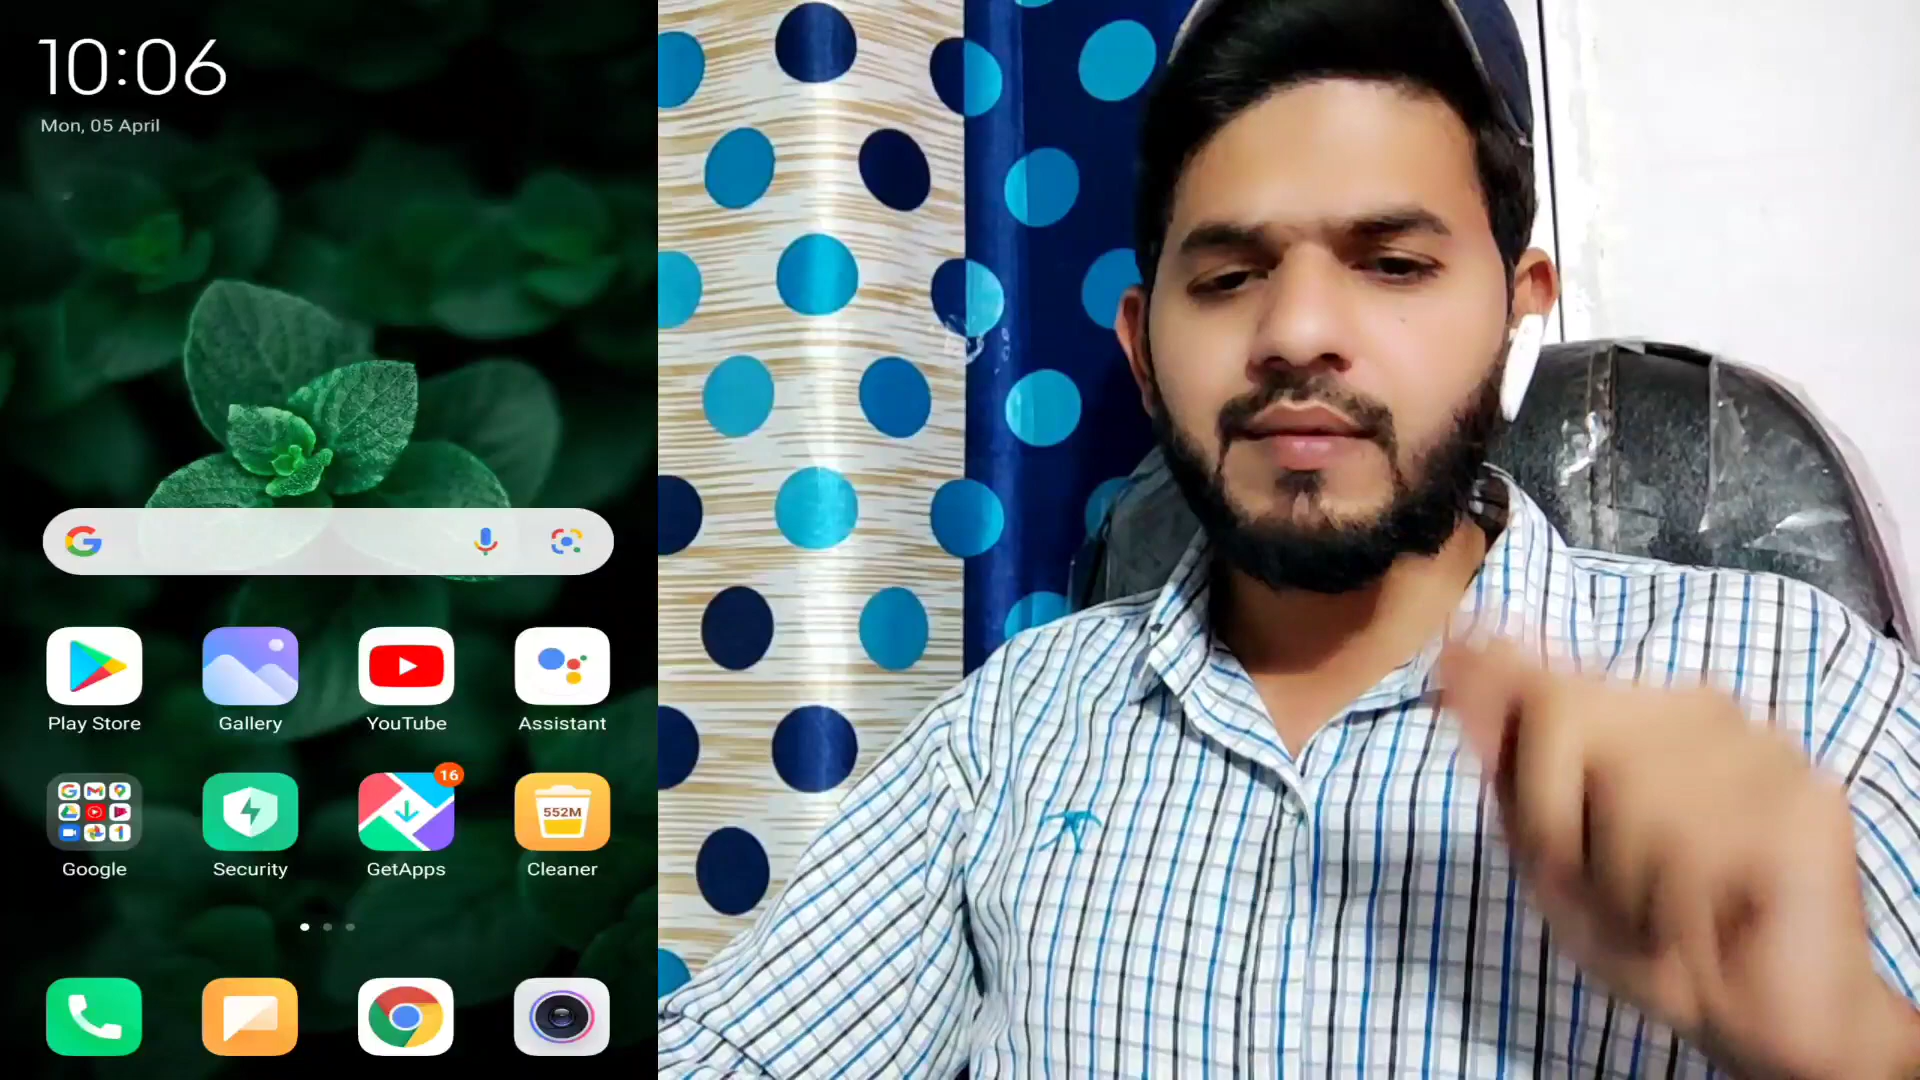 10:06
Mon, 05 April
Play Store
Gallery
YouTube
Assistant
16
552M
Google
Security
GetApps
Cleaner